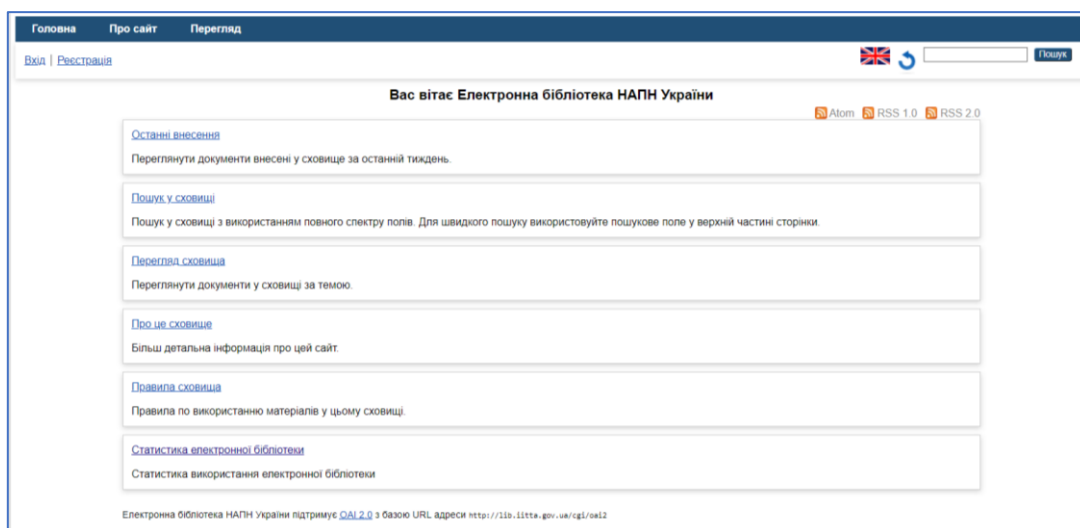 Головна Про сайт Перегляд
Вхід | Реєстрація Пошук
Вас вітає Електронна бібліотека НАПН України
Atom RSS 1.0 RSS 2.0
Останні внесення
Переглянути документи внесені у сховище за останній тиждень.
Пошук у сховищі
Пошук у сховищі з використанням повного спектру полів. Для швидкого пошуку використовуйте пошукове поле у верхній частині сторінки.
Перегляд сховища
Переглянути документи у сховищі за темою.
Про це сховище
Більш детальна інформація про цей сайт.
Правила сховища
Правила по використанню матеріалів у цьому сховищі.
Статистика електронної бібліотеки
Статистика використання електронної бібліотеки
Електронна бібліотека НАПН України підтримує OAI 2.0 з базою URL адреси http://lib.iitta.gov.ua/cgi/oai2